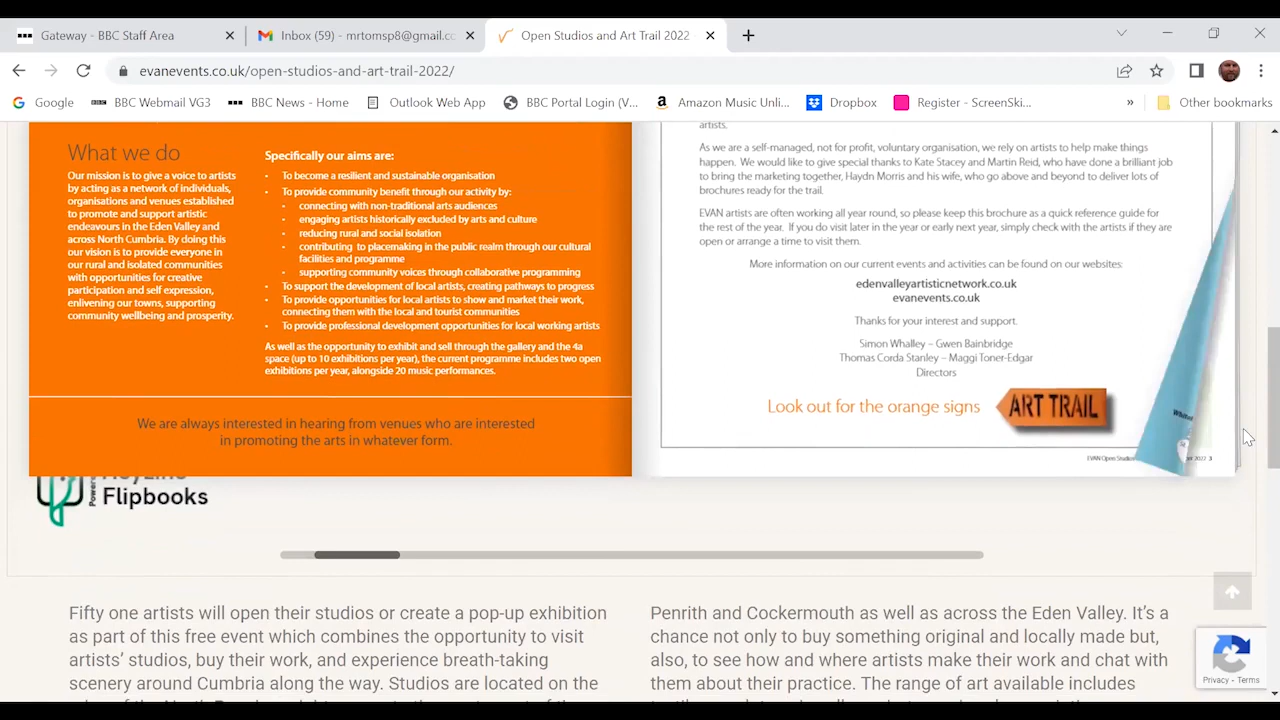 Gateway - BBC Staff Area
Inbox (59) - mrtomsp8@gmail.cc
Open Studios and Art Trail 2022
evanevents.co.uk/open-studios-and-art-trail-2022/
Google
BBC Webmail VG3
BBC News - Home
Outlook Web App
BBC Portal Login (V...
Amazon Music Unli...
Dropbox
Register - ScreenSki...
»
Other bookmarks
What we do
Our mission is to give a voice to artists
by acting as a network of individuals,
organisations and venues established
to promote and support artistic
endeavours in the Eden Valley and
across North Cumbria. By doing this
our vision is to provide everyone in
our rural and isolated communities
with opportunities for creative
participation and self expression,
enlivening our towns, supporting
community wellbeing and prosperity.
Specifically our aims are:
• To become a resilient and sustainable organisation
• To provide community benefit through our activity by:
• connecting with non-traditional arts audiences
• engaging artists historically excluded by arts and culture
• reducing rural and social isolation
• contributing to placemaking in the public realm through our cultural
facilities and programme
• supporting community voices through collaborative programming
• To support the development of local artists, creating pathways to progress
• To provide opportunities for local artists to show and market their work,
connecting them with the local and tourist communities
• To provide professional development opportunities for local working artists
As well as the opportunity to exhibit and sell through the gallery and the 4a
space (up to 10 exhibitions per year), the current programme includes two open
exhibitions per year, alongside 20 music performances.
We are always interested in hearing from venues who are interested
in promoting the arts in whatever form.
artists.
As we are a self-managed, not for profit, voluntary organisation, we rely on artists to help make things
happen. We would like to give special thanks to Kate Stacey and Martin Reid, who have done a brilliant job
to bring the marketing together, Haydn Morris and his wife, who go above and beyond to deliver lots of
brochures ready for the trail.
EVAN artists are often working all year round, so please keep this brochure as a quick reference guide for
the rest of the year. If you do visit later in the year or early next year, simply check with the artists if they are
open or arrange a time to visit them.
More information on our current events and activities can be found on our websites:
edenvalleyartisticnetwork.co.uk
evanevents.co.uk
Thanks for your interest and support.
Simon Whalley – Gwen Bainbridge
Thomas Corda Stanley – Maggi Toner-Edgar
Directors
Look out for the orange signs
ART TRAIL
EVAN Open Studios
2022 3
Flipbooks
Fifty one artists will open their studios or create a pop-up exhibition
as part of this free event which combines the opportunity to visit
artists' studios, buy their work, and experience breath-taking
scenery around Cumbria along the way. Studios are located on the
Penrith and Cockermouth as well as across the Eden Valley. It's a
chance not only to buy something original and locally made but,
also, to see how and where artists make their work and chat with
them about their practice. The range of art available includes
Privacy - Terms